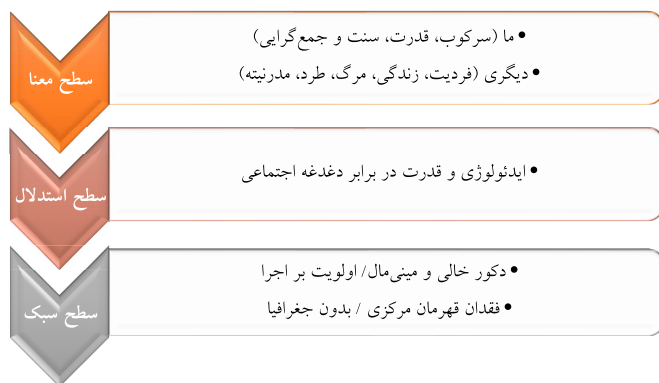 سطح معنا
• ما (سرکوب، قدرت، سنت و جمع‌گرایی)
• دیگری (فردیت، زندگی، مرگ، طرد، مدرنیته)
سطح استدلال
• ایدئولوژی و قدرت در برابر دغدغه اجتماعی
سطح سبک
• دکور خالی و مینی‌مال/ اولویت بر اجرا
• فقدان قهرمان مرکزی / بدون جغرافیا